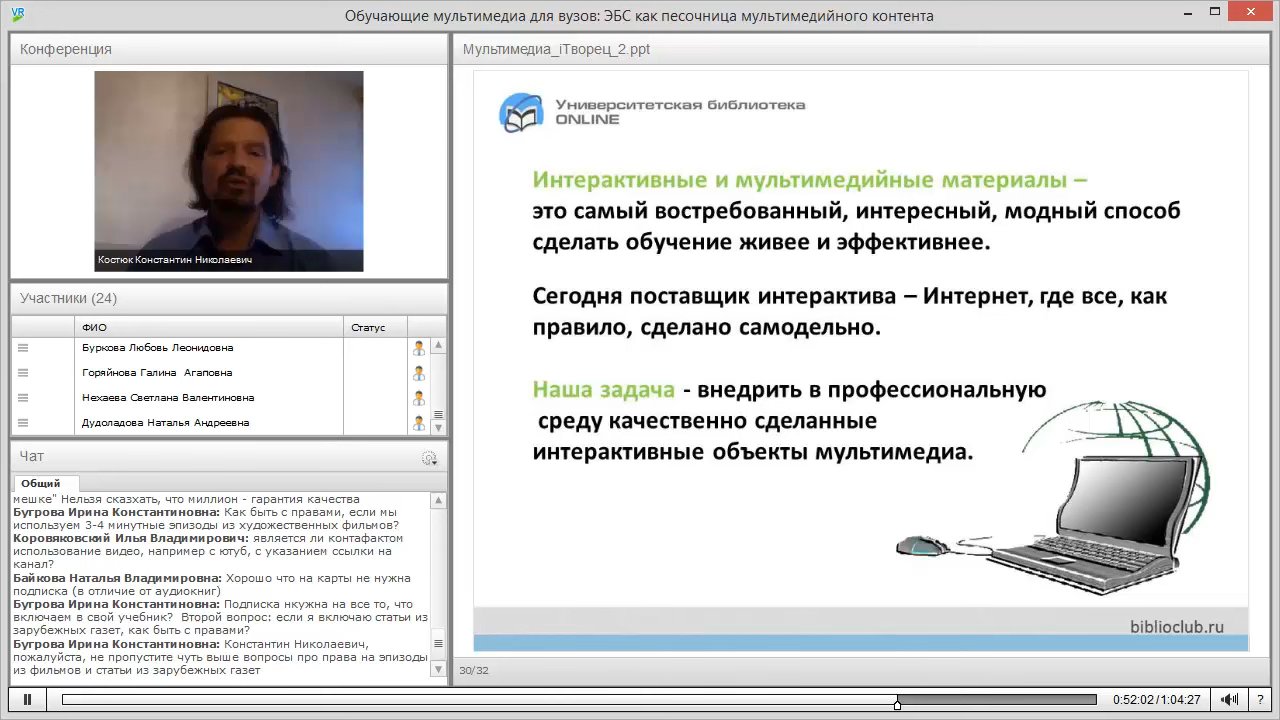 VR
Обучающие мультимедиа для вузов: ЭБС как песочница мультимедийного контента
Конференция
Костюк Константин Николаевич
Участники (24)
ФИО Статус
Буркова Любовь Леонидовна
Горяйнова Галина Агаповна
Нехаева Светлана Валентиновна
Дудоладова Наталья Андреевна
Чат
Общий
мешке" Нельзя сказхать, что миллион - гарантия качества
Бугрова Ирина Константиновна: Как быть с правами, если мы
используем 3-4 минутные эпизоды из художественных фильмов?
Коровяковский Илья Владимирович: является ли контафактом
использование видео, например с ютуб, с указанием ссылки на
канал?
Байкова Наталья Владимировна: Хорошо что на карты не нужна
подписка (в отличие от аудиокниг)
Бугрова Ирина Константиновна: Подписка нкужна на все то, что
включаем в свой учебник? Второй вопрос: если я включаю статьи из
зарубежных газет, как быть с правами?
Бугрова Ирина Константиновна: Константин Николаевич,
пожалуйста, не пропустите чуть выше вопросы про права на эпизоды
из фильмов и статьи из зарубежных газет
Мультимедиа_iТворец_2.ppt
Университетская библиотека
ONLINE
Интерактивные и мультимедийные материалы –
это самый востребованный, интересный, модный способ
сделать обучение живее и эффективнее.
Сегодня поставщик интерактива – Интернет, где все, как
правило, сделано самодельно.
Наша задача - внедрить в профессиональную
среду качественно сделанные
интерактивные объекты мультимедиа.
biblioclub.ru
30/32
0:52:02/1:04:27
?